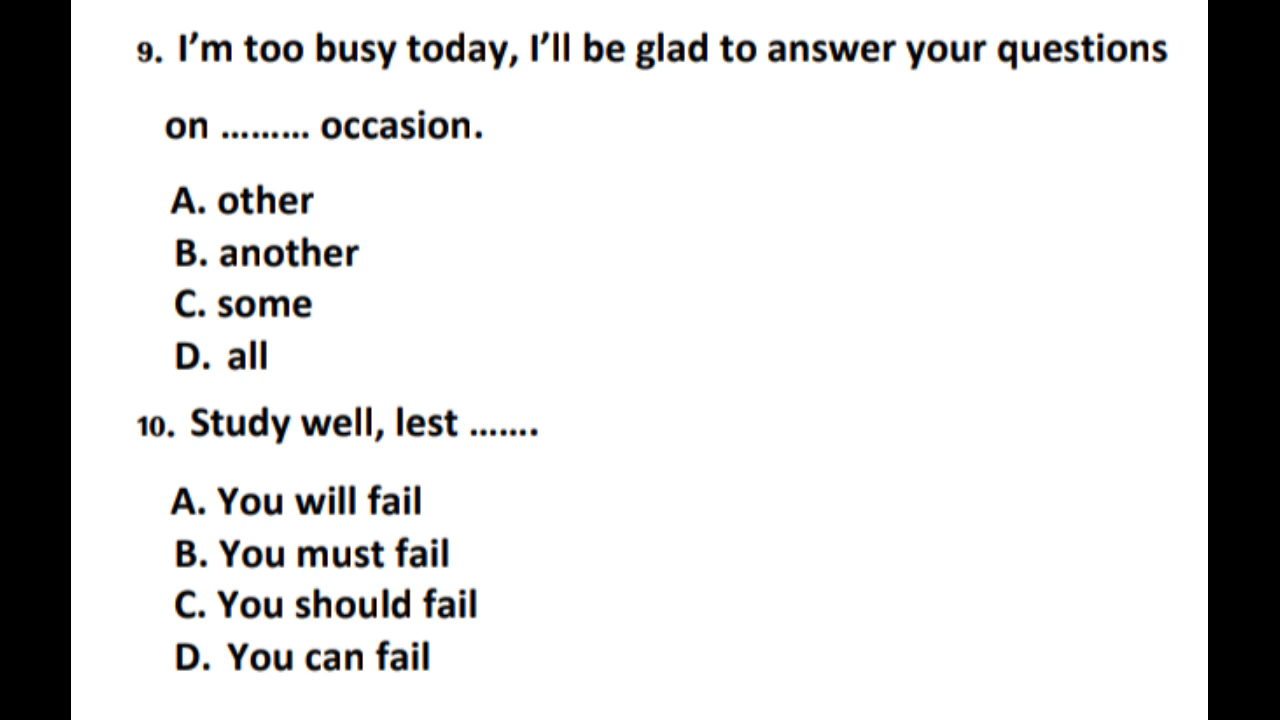 9. I’m too busy today, I’ll be glad to answer your questions
on ......... occasion.
A. other
B. another
C. some
D. all
10. Study well, lest .......
A. You will fail
B. You must fail
C. You should fail
D. You can fail